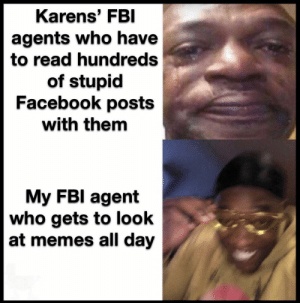 Karens’ FBI
agents who have
to read hundreds
of stupid
Facebook posts
with them
My FBI agent
who gets to look
at memes all day